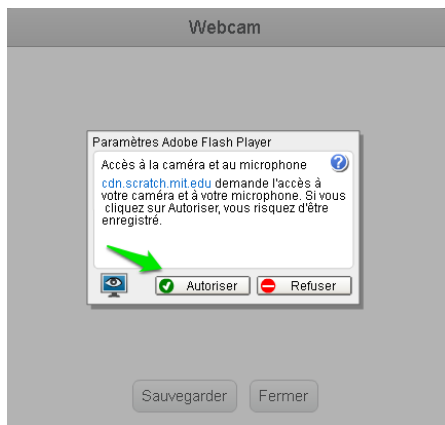 Webcam
Paramètres Adobe Flash Player
Accès à la caméra et au microphone
cdn.scratch.mit.edu demande l'accès à
votre caméra et à votre microphone. Si vous
cliquez sur Autoriser, vous risquez d'être
enregistré.
Autoriser Refuser
Sauvegarder Fermer